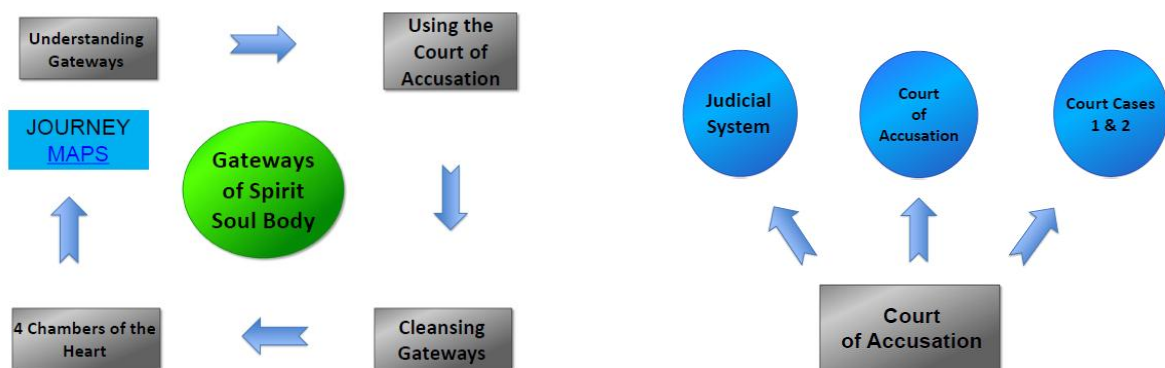 Understanding
Gateways
Using the
Court of
Accusation
JOURNEY
MAPS
Gateways
of Spirit
Soul Body
4 Chambers of the
Heart
Cleansing
Gateways
Judicial
System
Court
of
Accusation
Court Cases
1 & 2
Court
of Accusation